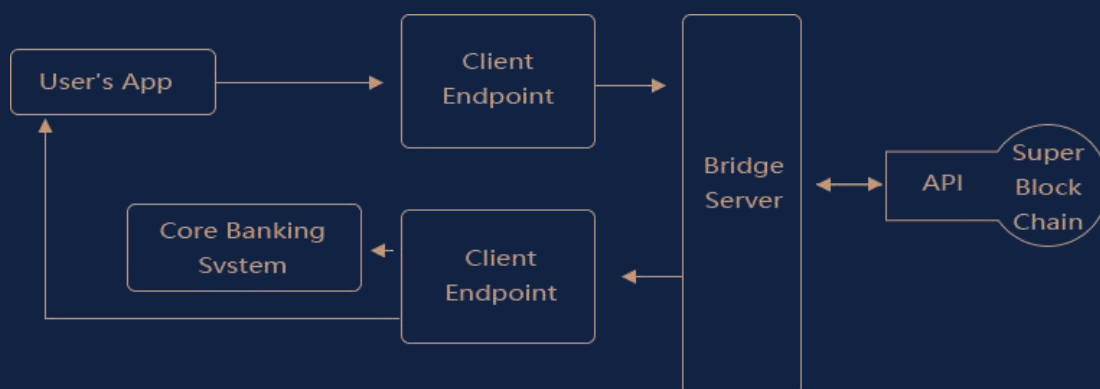 User's App
Client
Endpoint
Bridge
Server
API
Super
Block
Chain
Core Banking
Svstem
Client
Endpoint